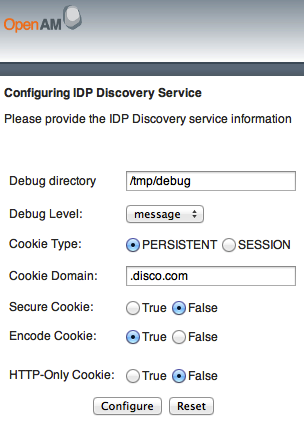 OpenAM
Configuring IDP Discovery Service
Please provide the IDP Discovery service information
Debug directory /tmp/debug
Debug Level: message
Cookie Type: PERSISTENT SESSION
Cookie Domain: .disco.com
Secure Cookie: True False
Encode Cookie: True False
HTTP-Only Cookie: True False
Configure Reset